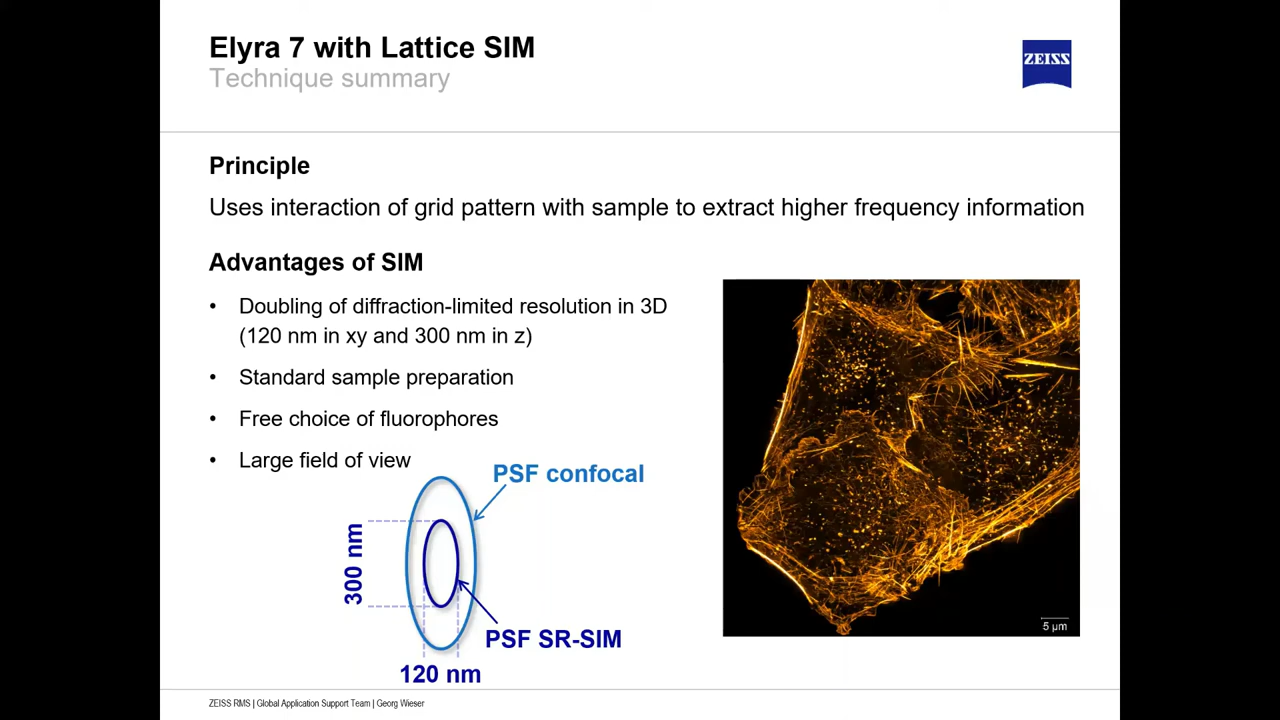 Elyra 7 with Lattice SIM
Technique summary
ZEISS
Principle
Uses interaction of grid pattern with sample to extract higher frequency information
Advantages of SIM
• Doubling of diffraction-limited resolution in 3D
(120 nm in xy and 300 nm in z)
• Standard sample preparation
• Free choice of fluorophores
• Large field of view
PSF confocal
300 nm
PSF SR-SIM
120 nm
5 µm
ZEISS RMS | Global Application Support Team | Georg Wieser